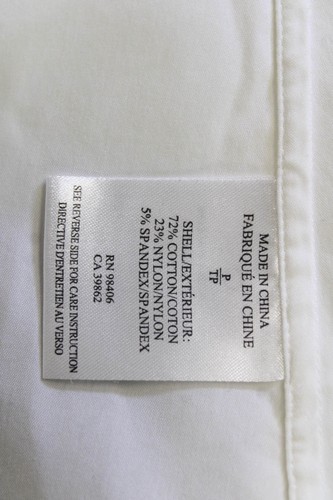 MADE IN CHINA
FABRIQUÉ EN CHINE
P
TP
SHELL/EXTÉRIEUR:
72% COTTON/COTON
23% NYLON/NYLON
5% SPANDEX/SPANDEX
RN 98406
CA 39862
SEE REVERSE SIDE FOR CARE INSTRUCTION
DIRECTIVE D'ENTRETIEN AU VERSO